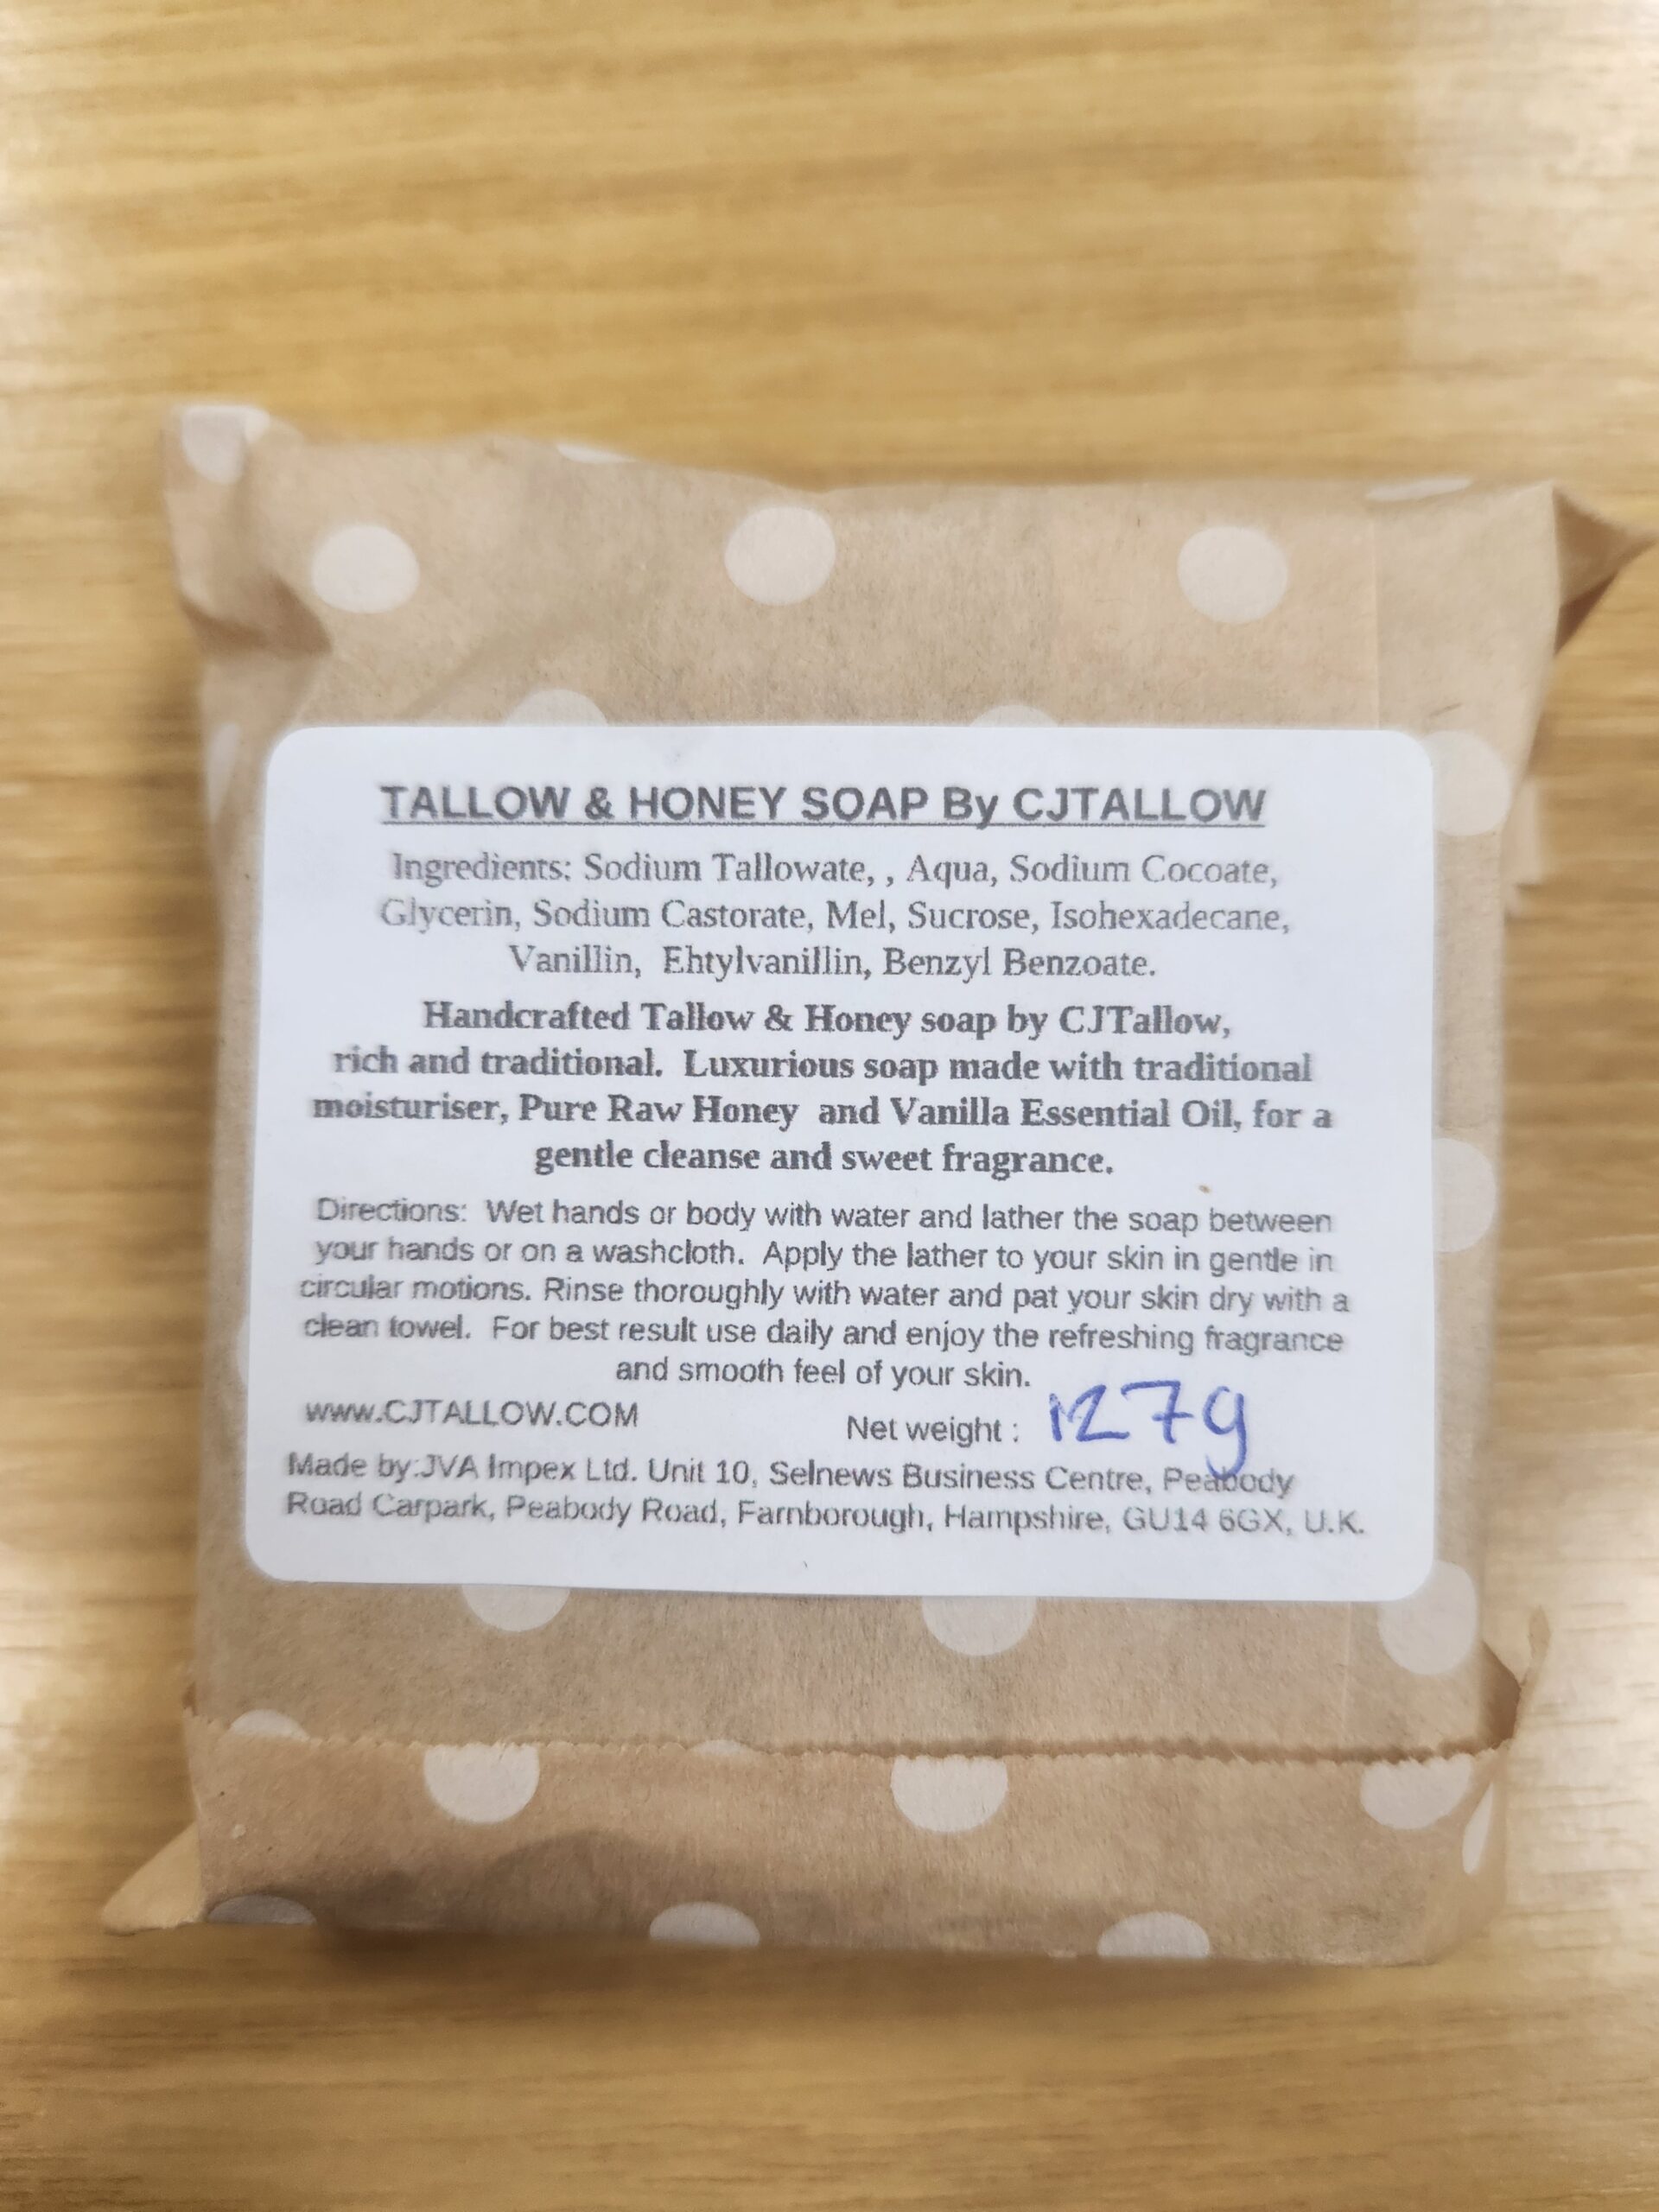 TALLOW & HONEY SOAP By CJTALLOW
Ingredients: Sodium Tallowate, , Aqua, Sodium Cocoate,
Glycerin, Sodium Castorate, Mel, Sucrose, Isohexadecane,
Vanillin, Ehtylvanillin, Benzyl Benzoate.
Handcrafted Tallow & Honey soap by CJTallow,
rich and traditional. Luxurious soap made with traditional
moisturiser, Pure Raw Honey and Vanilla Essential Oil, for a
gentle cleanse and sweet fragrance.
Directions: Wet hands or body with water and lather the soap between
your hands or on a washcloth. Apply the lather to your skin in gentle in
circular motions. Rinse thoroughly with water and pat your skin dry with a
clean towel. For best result use daily and enjoy the refreshing fragrance
and smooth feel of your skin.
www.CJTALLOW.COM Net weight : 127g
Made by:JVA Impex Ltd. Unit 10, Selnews Business Centre, Peabody
Road Carpark, Peabody Road, Farnborough, Hampshire, GU14 6GX, U.K.